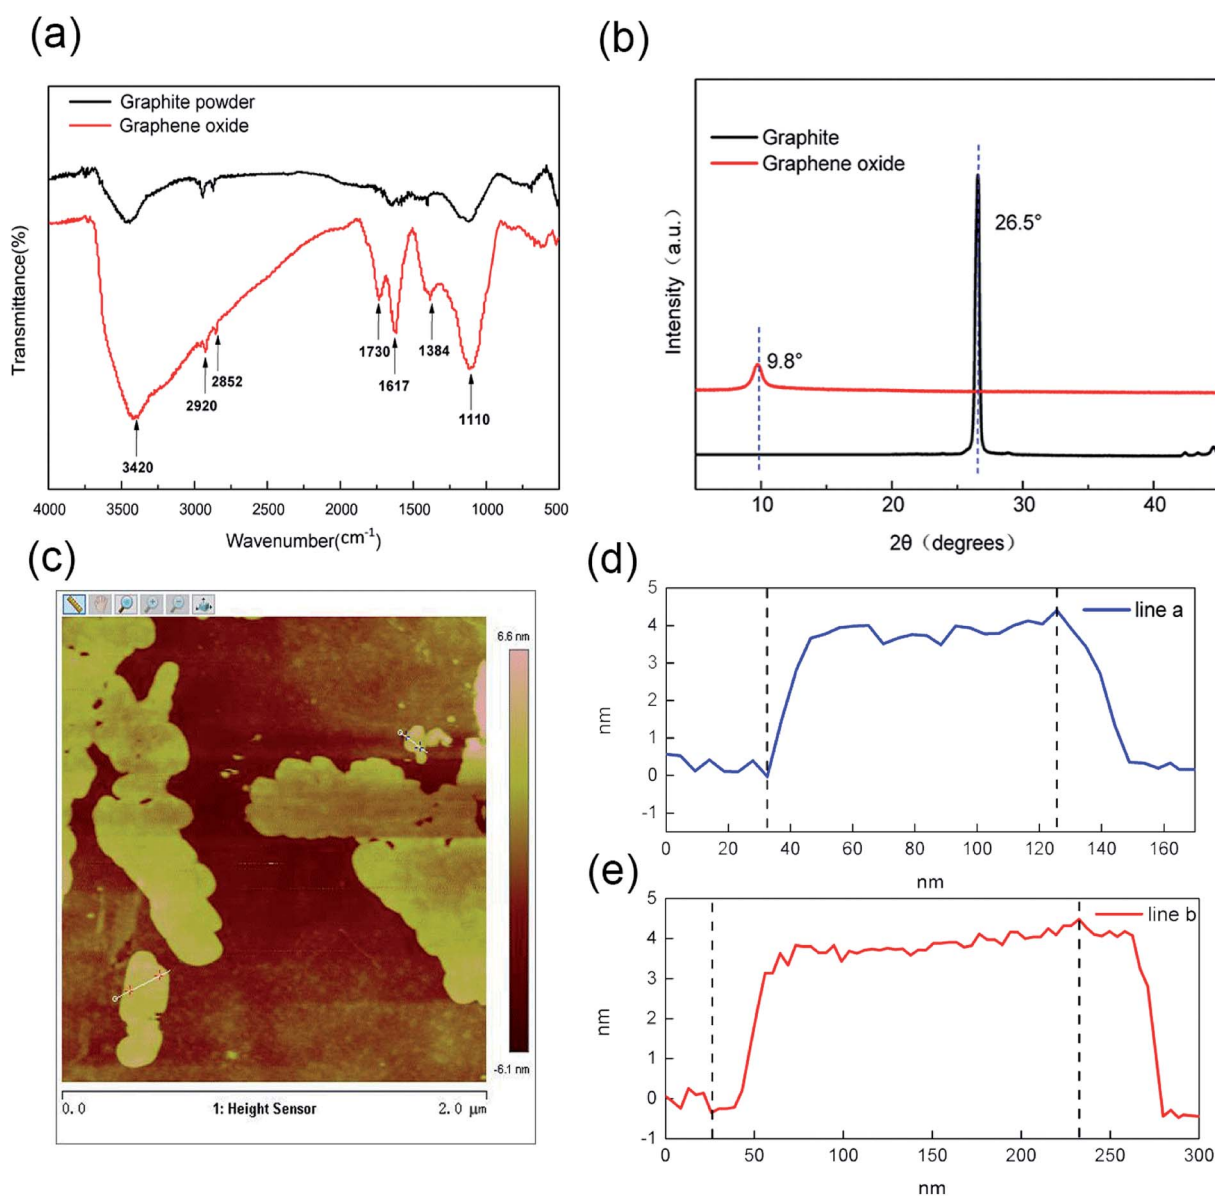 (a)
Graphite powder
Graphene oxide
Transmittance(%)
1730
1384
2852
2920
1617
1110
3420
4000 3500 3000 2500 2000 1500 1000 500
Wavenumber(cm-1)
(b)
Graphite
Graphene oxide
Intensity (a.u.)
26.5°
9.8°
10 20 30 40
2θ (degrees)
(c)
6.6 nm
-6.1 nm
0.0 1: Height Sensor 2.0 μm
(d)
line a
nm
5
4
3
2
1
0
-1
0 20 40 60 80 100 120 140 160
nm
(e)
line b
nm
5
4
3
2
1
0
-1
0 50 100 150 200 250 300
nm